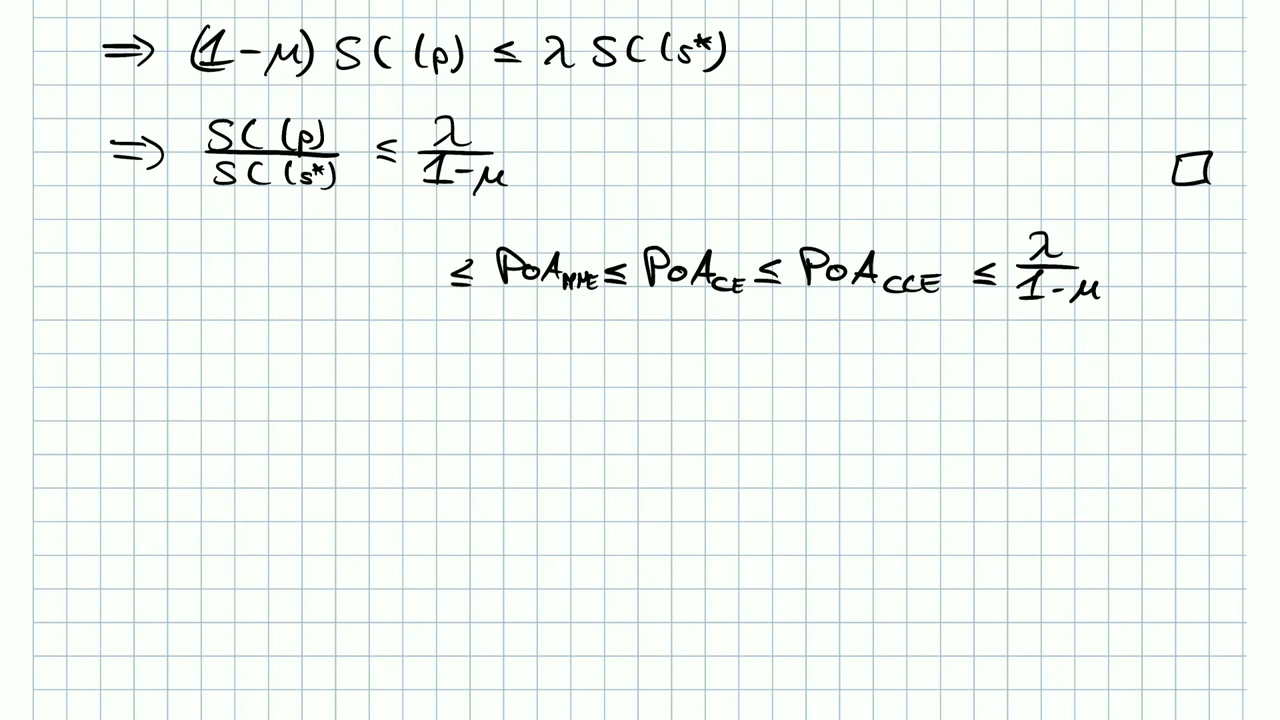 ⇒ (1-μ) SC (p) ≤ λ SC (s*)
⇒ SC (p) / SC (s*) ≤ λ / 1-μ □
≤ PoA_MNE ≤ PoA_CE ≤ PoA_CCE ≤ λ / 1-μ